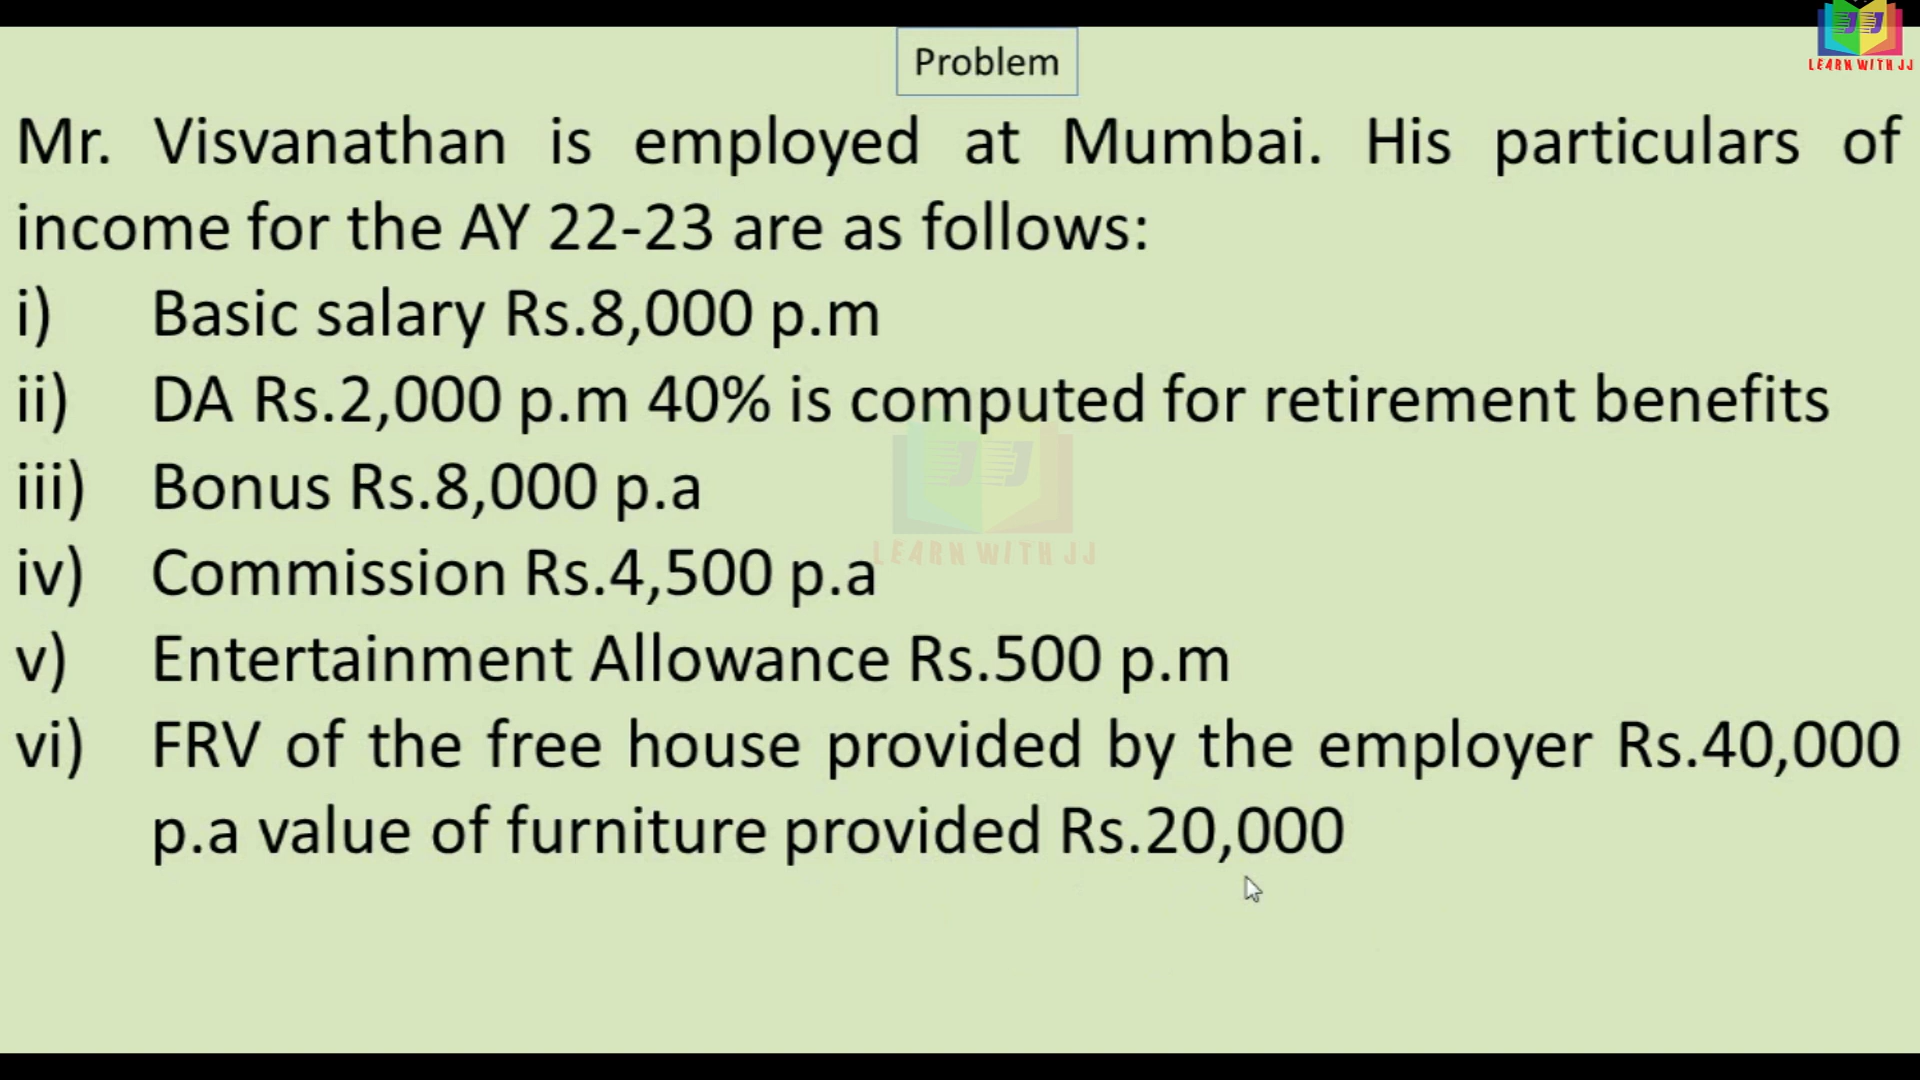 Problem
LEARN WITH JJ
Mr. Visvanathan is employed at Mumbai. His particulars of
income for the AY 22-23 are as follows:
i) Basic salary Rs.8,000 p.m
ii) DA Rs.2,000 p.m 40% is computed for retirement benefits
iii) Bonus Rs.8,000 p.a
LEARN WITH JJ
iv) Commission Rs.4,500 p.a
v) Entertainment Allowance Rs.500 p.m
vi) FRV of the free house provided by the employer Rs.40,000
p.a value of furniture provided Rs.20,000